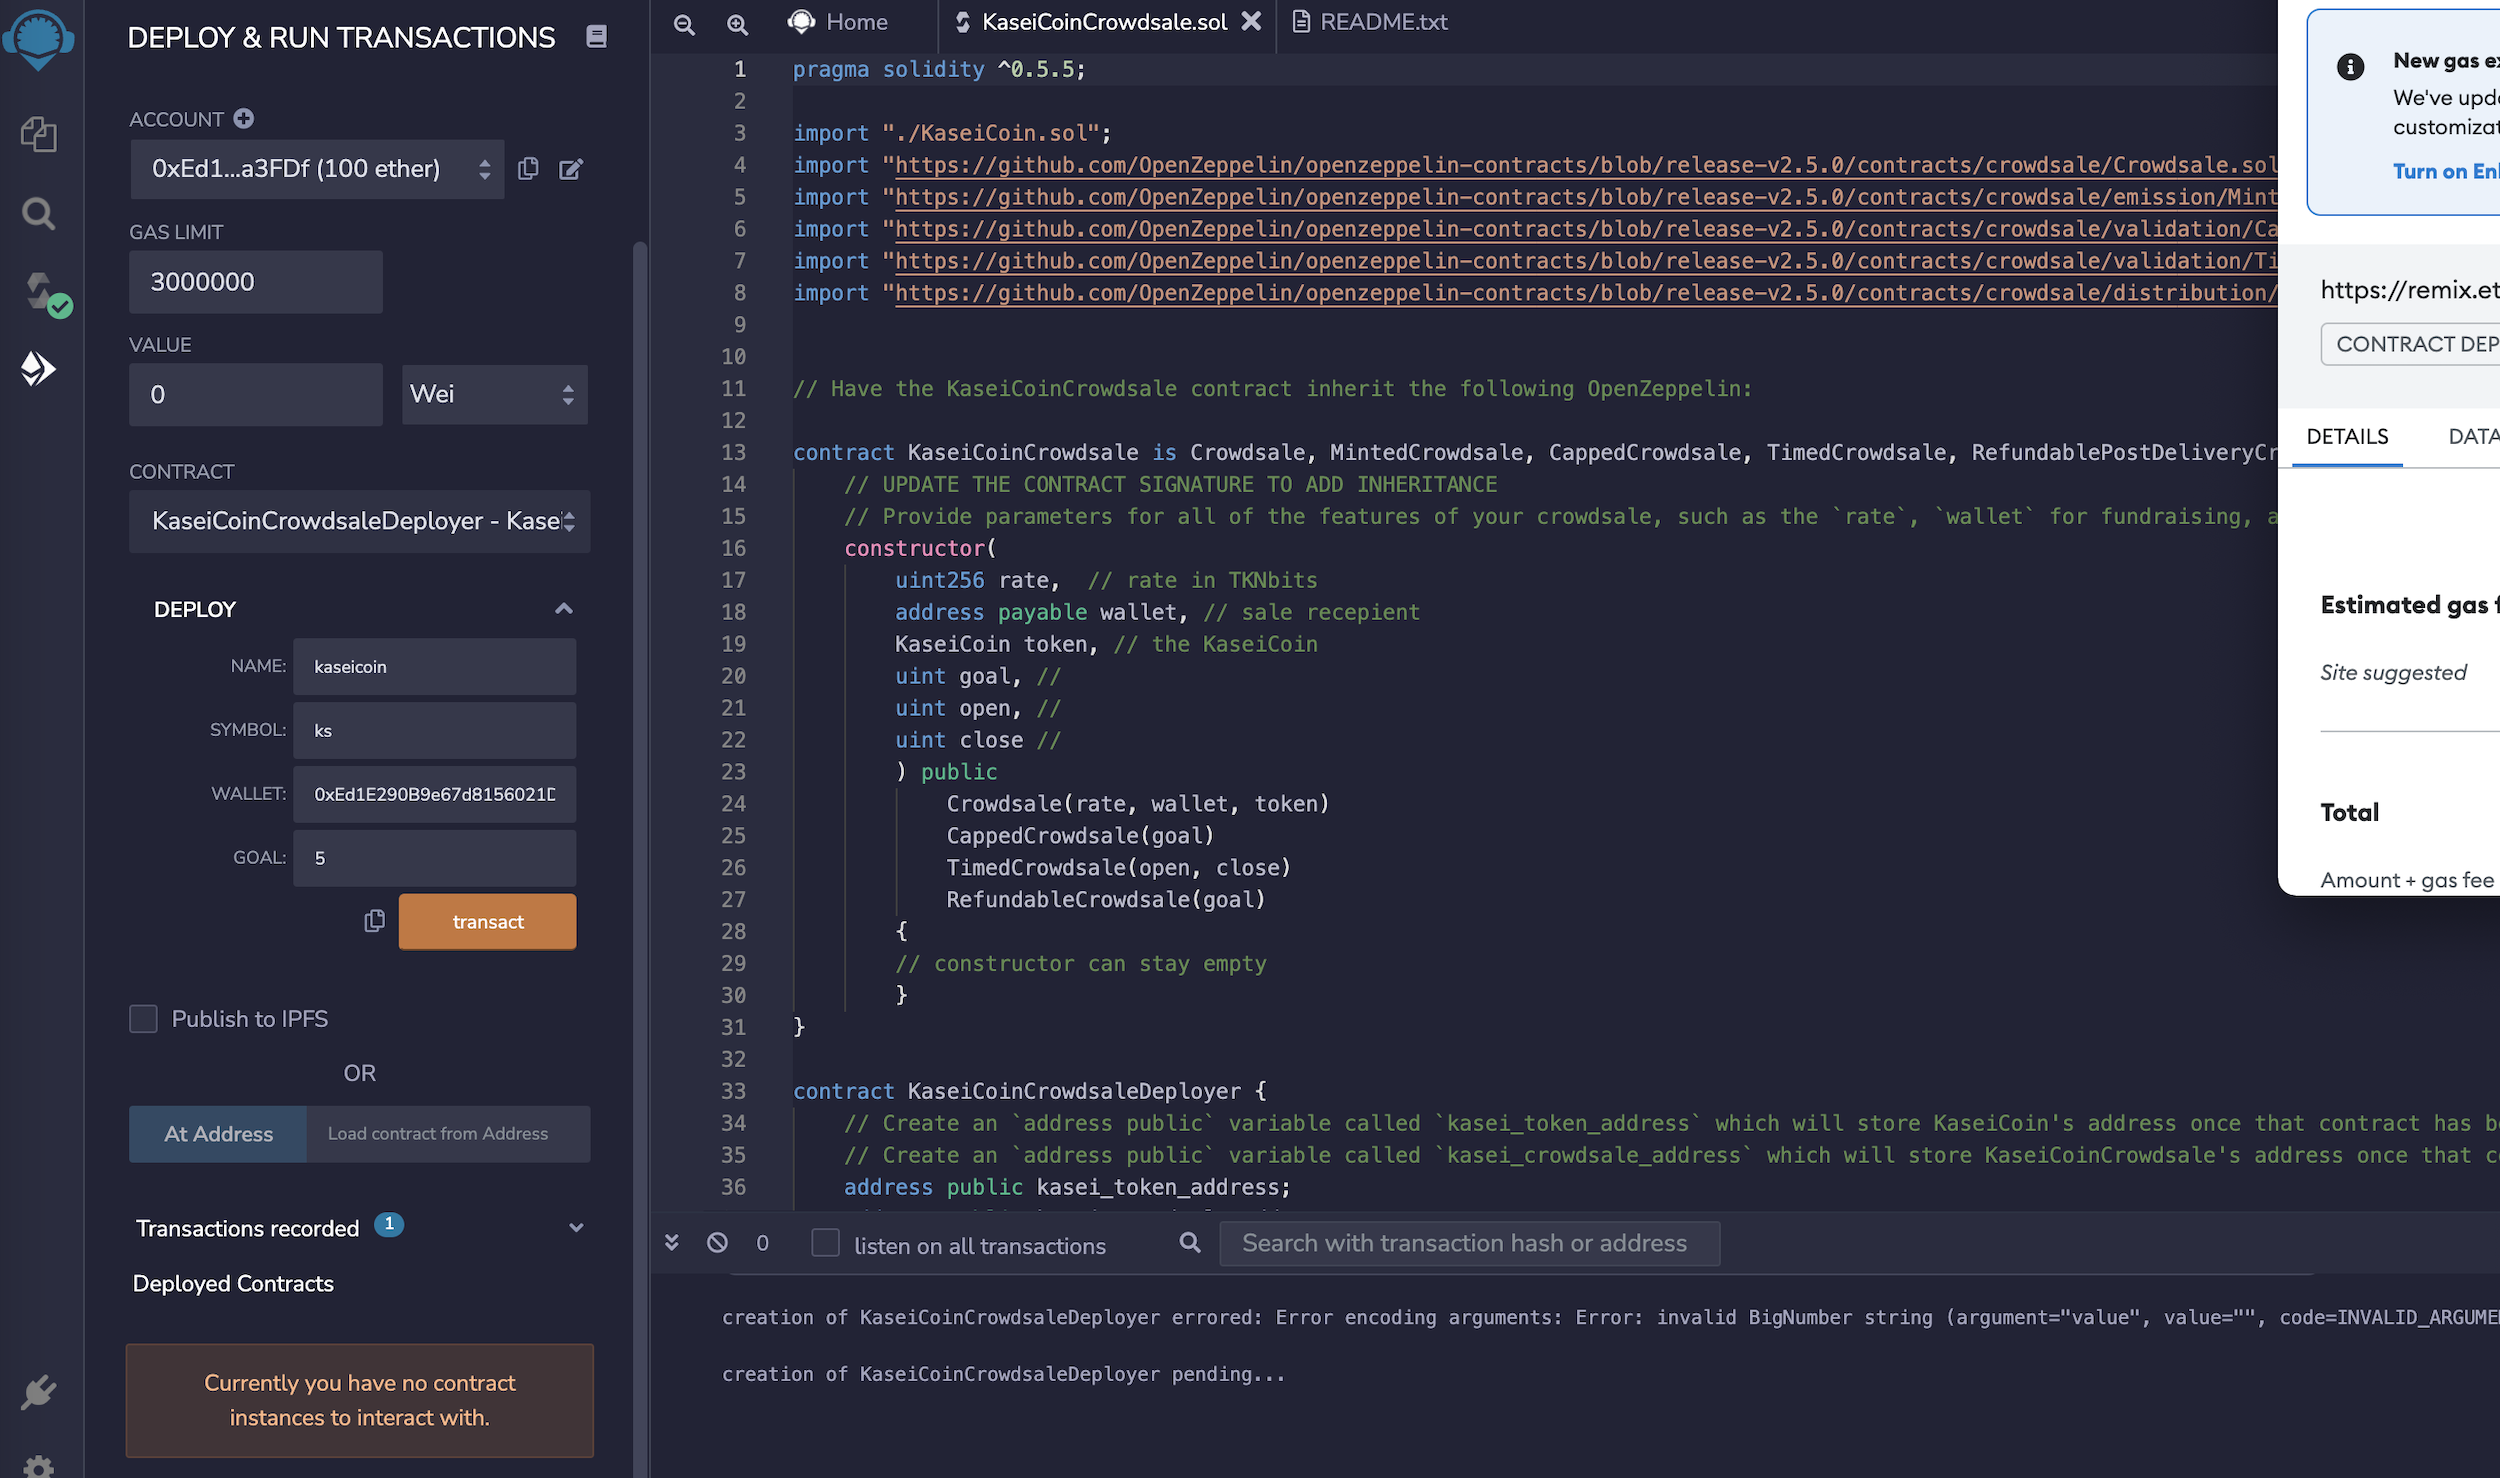 DEPLOY & RUN TRANSACTIONS
ACCOUNT
0xEd1...a3FDf (100 ether)
GAS LIMIT
3000000
VALUE
0
Wei
CONTRACT
KaseiCoinCrowdsaleDeployer - Kasei
DEPLOY
NAME: kaseicoin
SYMBOL: ks
WALLET: 0xEd1E290B9e67d8156021D
GOAL: 5
transact
Publish to IPFS
OR
At Address
Load contract from Address
Transactions recorded 1
Deployed Contracts
Currently you have no contract
instances to interact with.
Home
KaseiCoinCrowdsale.sol
README.txt
1 pragma solidity ^0.5.5;
2
3 import "./KaseiCoin.sol";
4 import "https://github.com/OpenZeppelin/openzeppelin-contracts/blob/release-v2.5.0/contracts/crowdsale/Crowdsale.sol
5 import "https://github.com/OpenZeppelin/openzeppelin-contracts/blob/release-v2.5.0/contracts/crowdsale/emission/Mint
6 import "https://github.com/OpenZeppelin/openzeppelin-contracts/blob/release-v2.5.0/contracts/crowdsale/validation/Ca
7 import "https://github.com/OpenZeppelin/openzeppelin-contracts/blob/release-v2.5.0/contracts/crowdsale/validation/Ti
8 import "https://github.com/OpenZeppelin/openzeppelin-contracts/blob/release-v2.5.0/contracts/crowdsale/distribution/
9
10
11 // Have the KaseiCoinCrowdsale contract inherit the following OpenZeppelin:
12
13 contract KaseiCoinCrowdsale is Crowdsale, MintedCrowdsale, CappedCrowdsale, TimedCrowdsale, RefundablePostDeliveryCr
14 // UPDATE THE CONTRACT SIGNATURE TO ADD INHERITANCE
15 // Provide parameters for all of the features of your crowdsale, such as the `rate`, `wallet` for fundraising, a
16 constructor(
17 uint256 rate, // rate in TKNbits
18 address payable wallet, // sale recepient
19 KaseiCoin token, // the KaseiCoin
20 uint goal, //
21 uint open, //
22 uint close //
23 ) public
24 Crowdsale(rate, wallet, token)
25 CappedCrowdsale(goal)
26 TimedCrowdsale(open, close)
27 RefundableCrowdsale(goal)
28 {
29 // constructor can stay empty
30 }
31 }
32
33 contract KaseiCoinCrowdsaleDeployer {
34 // Create an `address public` variable called `kasei_token_address` which will store KaseiCoin's address once that contract has b
35 // Create an `address public` variable called `kasei_crowdsale_address` which will store KaseiCoinCrowdsale's address once that c
36 address public kasei_token_address;
0
listen on all transactions
Search with transaction hash or address
creation of KaseiCoinCrowdsaleDeployer errored: Error encoding arguments: Error: invalid BigNumber string (argument="value", value="", code=INVALID_ARGUME
creation of KaseiCoinCrowdsaleDeployer pending...
New gas e
We've upd
customizat
Turn on En
https://remix.et
CONTRACT DEP
DETAILS
DATA
Estimated gas f
Site suggested
Total
Amount + gas fee